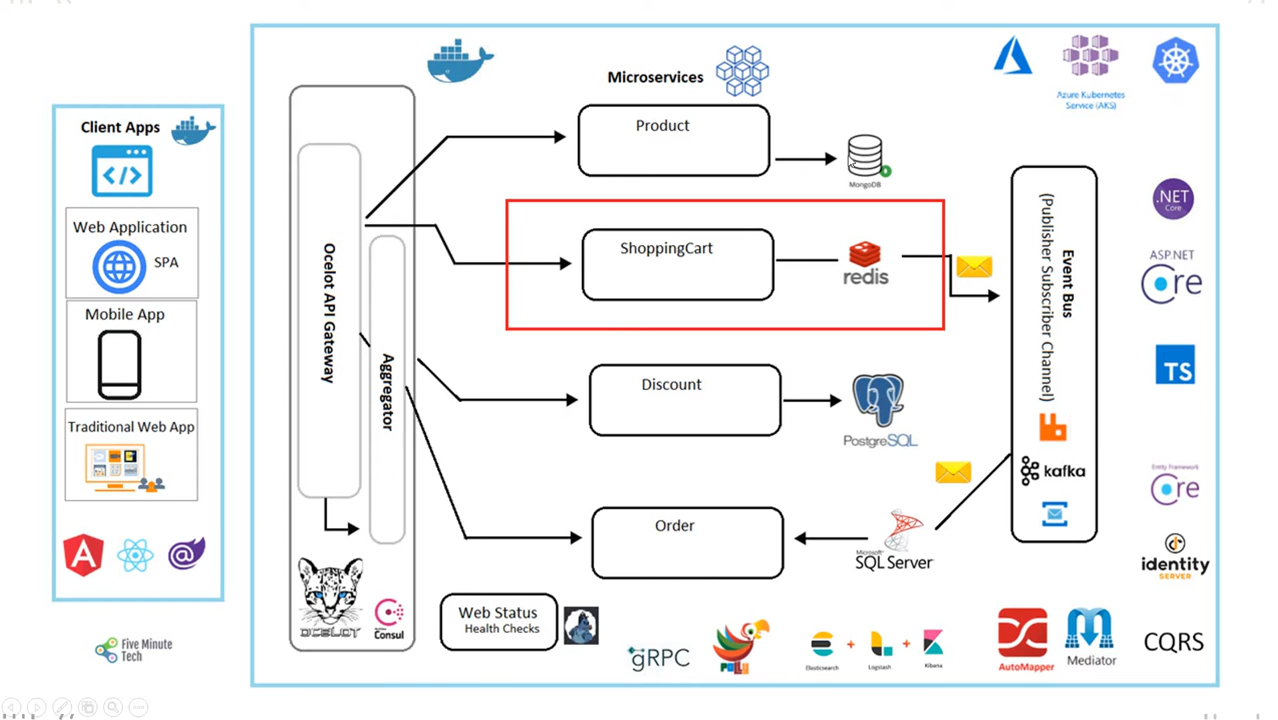 Client Apps
Web Application
SPA
Mobile App
Traditional Web App
Five Minute
Tech
Microservices
Azure Kubernetes
Service (AKS)
Ocelot API Gateway
Aggregator
Product
MongoDB
ShoppingCart
redis
Discount
PostgreSQL
Order
Microsoft
SQL Server
Event Bus
(Publisher Subscriber Channel)
kafka
OCELOT
Consul
Web Status
Health Checks
gRPC
POLLY
Elasticsearch
+
Logstash
+
Kibana
AutoMapper
Mediator
CQRS
.NET
Core
ASP.NET
Core
TS
Entity Framework
Core
identity
SERVER